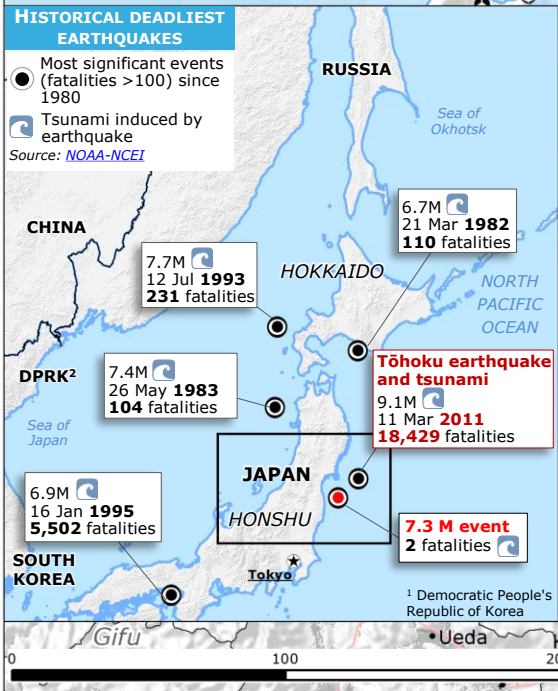 HISTORICAL DEADLIEST
EARTHQUAKES
Most significant events
(fatalities >100) since
1980
Tsunami induced by
earthquake
Source: NOAA-NCEI
RUSSIA
Sea of
Okhotsk
CHINA
6.7M
21 Mar 1982
110 fatalities
7.7M
12 Jul 1993
231 fatalities
HOKKAIDO
NORTH
PACIFIC
OCEAN
DPRK²
7.4M
26 May 1983
104 fatalities
Tōhoku earthquake
and tsunami
9.1M
11 Mar 2011
18,429 fatalities
Sea of
Japan
JAPAN
HONSHU
6.9M
16 Jan 1995
5,502 fatalities
7.3 M event
2 fatalities
SOUTH
KOREA
Tokyo
¹ Democratic People's
Republic of Korea
Gifu
Ueda
0
100